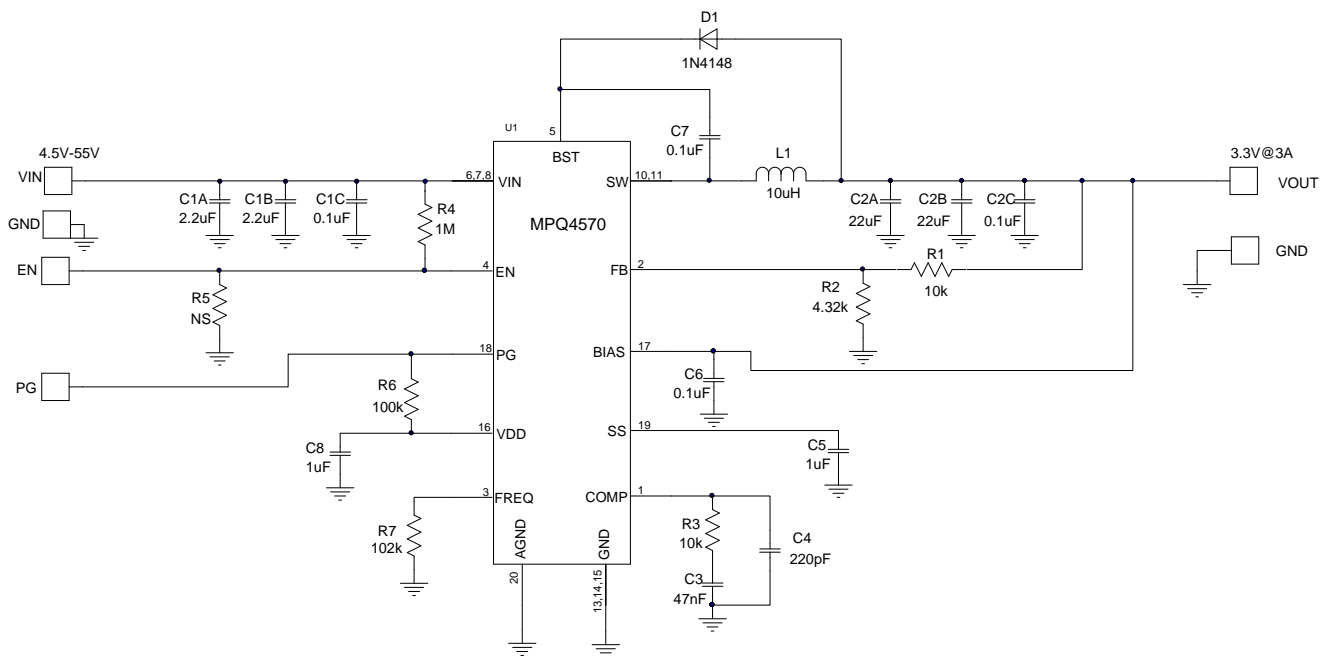 D1
1N4148
U1
5
BST
C7
0.1uF
L1
10uH
4.5V-55V
VIN
6,7,8
VIN
SW
10,11
3.3V@3A
VOUT
C1A
2.2uF
C1B
2.2uF
C1C
0.1uF
R4
1M
MPQ4570
C2A
22uF
C2B
22uF
C2C
0.1uF
GND
GND
EN
4
EN
FB
2
R1
10k
R2
4.32k
R5
NS
18
PG
BIAS
17
PG
R6
100k
C6
0.1uF
16
VDD
SS
19
C8
1uF
C5
1uF
3
FREQ
COMP
1
R7
102k
AGND
GND
20
13,14,15
R3
10k
C4
220pF
C3
47nF